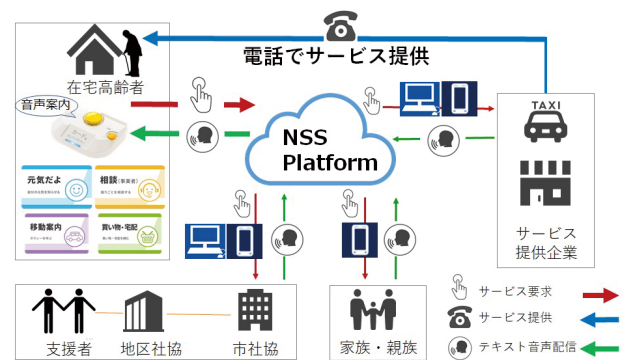 電話でサービス提供
在宅高齢者
音声案内
元気だよ
相談(事業者)
移動案内
買い物・宅配
NSS
Platform
TAXI
サービス
提供企業
支援者
地区社協
市社協
家族・親族
サービス要求
サービス提供
テキスト音声配信